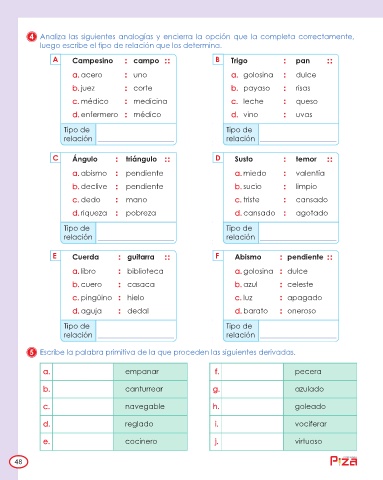 4 Analiza las siguientes analogías y encierra la opción que la completa correctamente,
luego escribe el tipo de relación que los determina.
A Campesino : campo ::
a. acero : uno
b. juez : corte
c. médico : medicina
d. enfermero : médico
Tipo de
relación
B Trigo : pan ::
a. golosina : dulce
b. payaso : risas
c. leche : queso
d. vino : uvas
Tipo de
relación
C Ángulo : triángulo ::
a. abismo : pendiente
b. declive : pendiente
c. dedo : mano
d. riqueza : pobreza
Tipo de
relación
D Susto : temor ::
a. miedo : valentía
b. sucio : limpio
c. triste : cansado
d. cansado : agotado
Tipo de
relación
E Cuerda : guitarra ::
a. libro : biblioteca
b. cuero : casaca
c. pingüino : hielo
d. aguja : dedal
Tipo de
relación
F Abismo : pendiente ::
a. golosina : dulce
b. azul : celeste
c. luz : apagado
d. barato : oneroso
Tipo de
relación
5 Escribe la palabra primitiva de la que proceden las siguientes derivadas.
a. empanar
b. canturrear
c. navegable
d. reglado
e. cocinero
f. pecera
g. azulado
h. goleado
i. vociferar
j. virtuoso
48